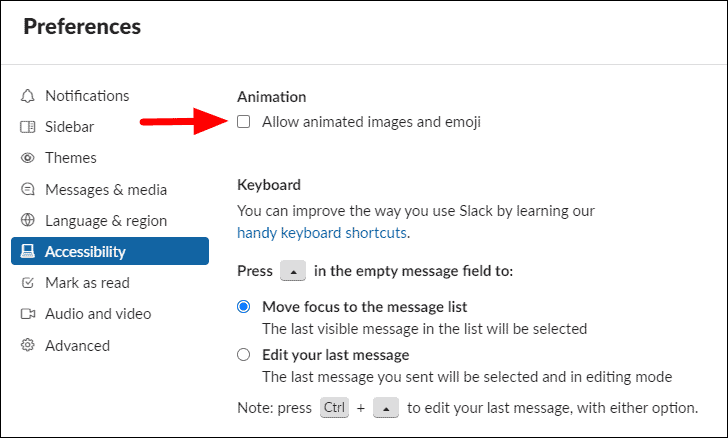 Preferences
Notifications
Sidebar
Themes
Messages & media
Language & region
Accessibility
Mark as read
Audio and video
Advanced
Animation
Allow animated images and emoji
Keyboard
You can improve the way you use Slack by learning our
handy keyboard shortcuts.
Press ▲ in the empty message field to:
Move focus to the message list
The last visible message in the list will be selected
Edit your last message
The last message you sent will be selected and in editing mode
Note: press Ctrl + ▲ to edit your last message, with either option.